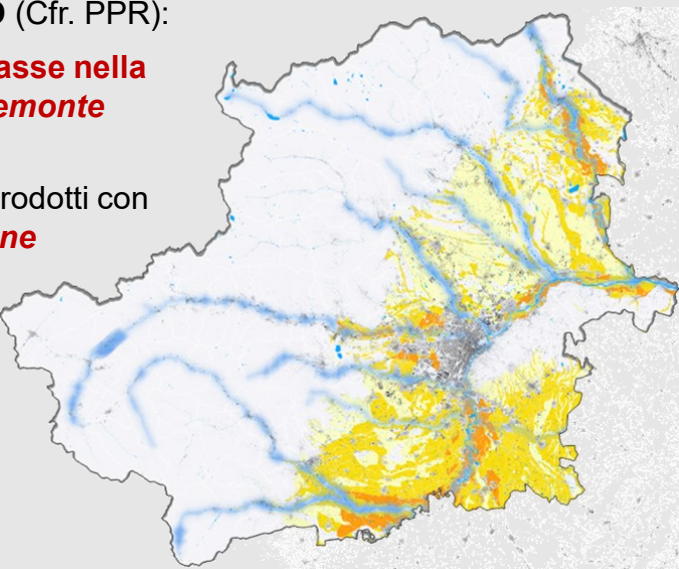 O (Cfr. PPR):
asse nella
emonte
rodotti con
ne